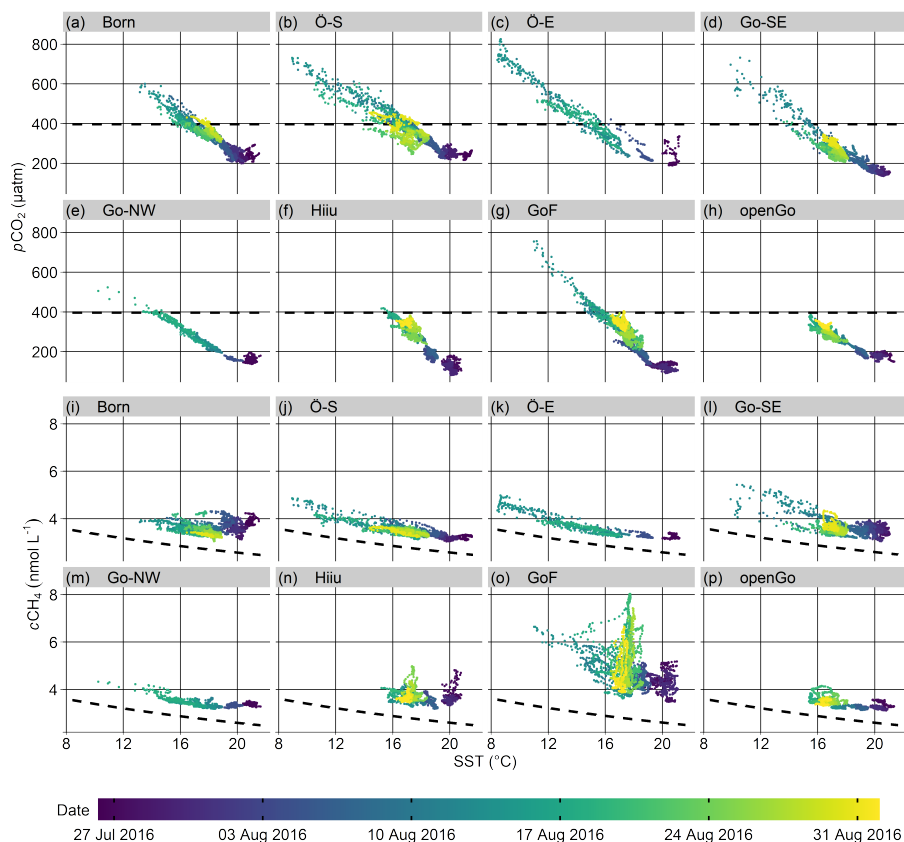 (a) Born (b) Ö-S (c) Ö-E (d) Go-SE
800
600
400
200
(e) Go-NW (f) Hiiu (g) GoF (h) openGo
800
600
400
200
pCO₂ (µatm)
(i) Born (j) Ö-S (k) Ö-E (l) Go-SE
8
6
4
(m) Go-NW (n) Hiiu (o) GoF (p) openGo
8
6
4
cCH₄ (nmol L⁻¹)
8 12 16 20 8 12 16 20 8 12 16 20 8 12 16 20
SST (°C)
Date
27 Jul 2016 03 Aug 2016 10 Aug 2016 17 Aug 2016 24 Aug 2016 31 Aug 2016